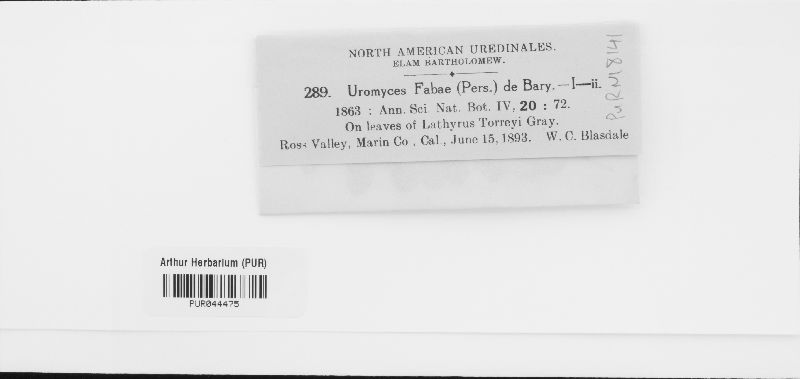 NORTH AMERICAN UREDINALES.
ELAM BARTHOLOMEW.
289. Uromyces Fabae (Pers.) de Bary.—I—ii.
1863 : Ann. Sci. Nat. Bot. IV, 20 : 72.
On leaves of Lathyrus Torreyi Gray.
Ross Valley, Marin Co., Cal., June 15, 1893. W. C. Blasdale
PURN18141
Arthur Herbarium (PUR)
PUR044475